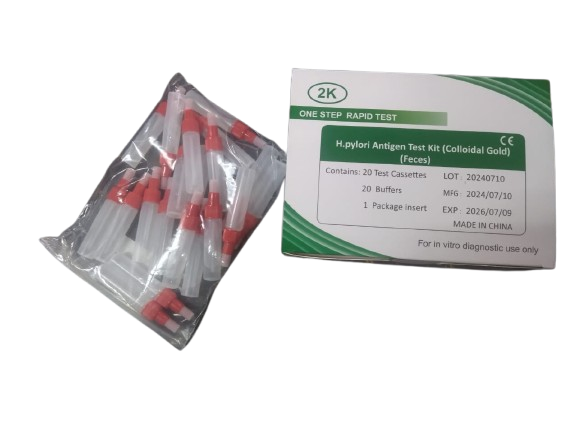 2K
ONE STEP RAPID TEST
CE
H.pylori Antigen Test Kit (Colloidal Gold)
(Feces)
Contains: 20 Test Cassettes
20 Buffers
1 Package insert
LOT: 20240710
MFG: 2024/07/10
EXP: 2026/07/09
MADE IN CHINA
For in vitro diagnostic use only